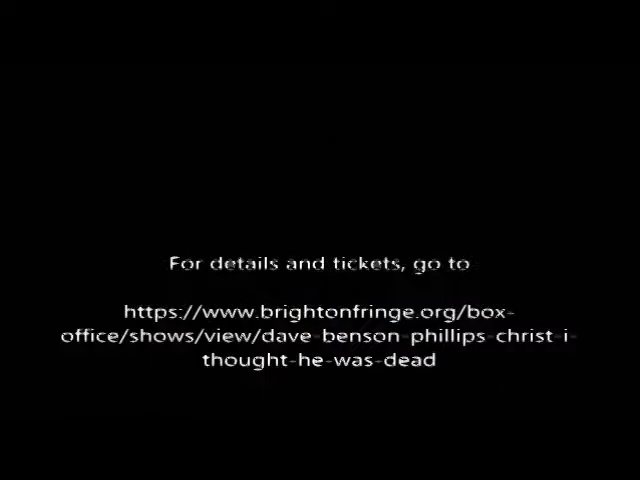 For details and tickets, go to
https://www.brightonfringe.org/box-
office/shows/view/dave-benson-phillips-christ-i-
thought-he-was-dead